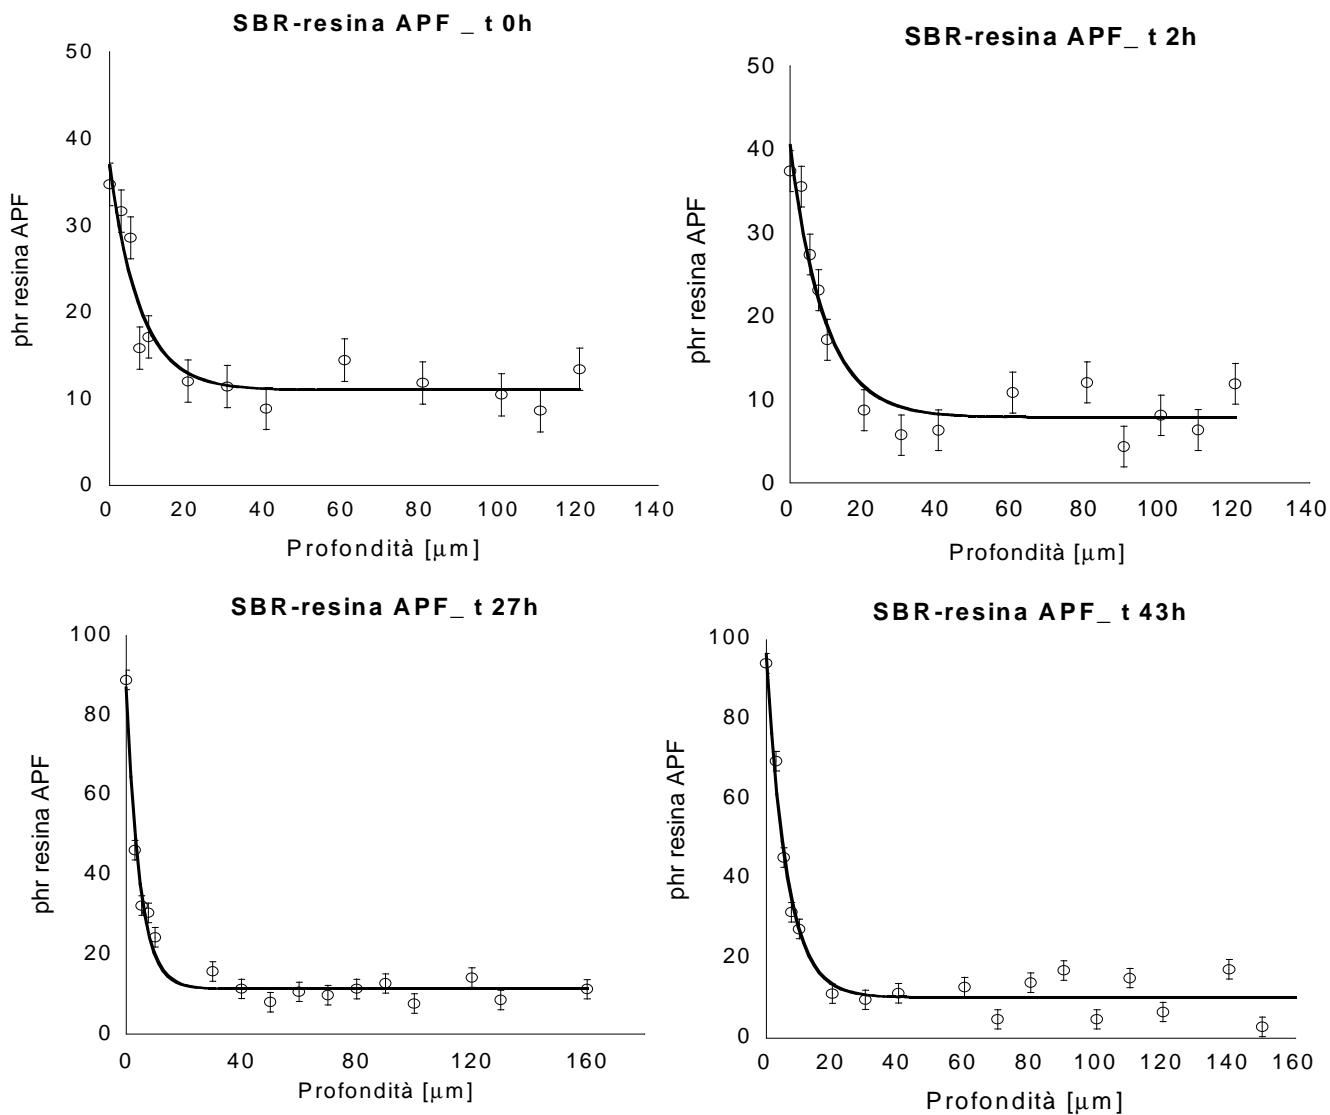 SBR-resina APF _ t 0h
50
40
30
20
10
0
phr resina APF
0 20 40 60 80 100 120 140
Profondità [μm]
SBR-resina APF_ t 2h
50
40
30
20
10
0
phr resina APF
0 20 40 60 80 100 120 140
Profondità [μm]
SBR-resina APF_ t 27h
100
80
60
40
20
0
phr resina APF
0 40 80 120 160
Profondità [μm]
SBR-resina APF_ t 43h
100
80
60
40
20
0
phr resina APF
0 20 40 60 80 100 120 140 160
Profondità [μm]